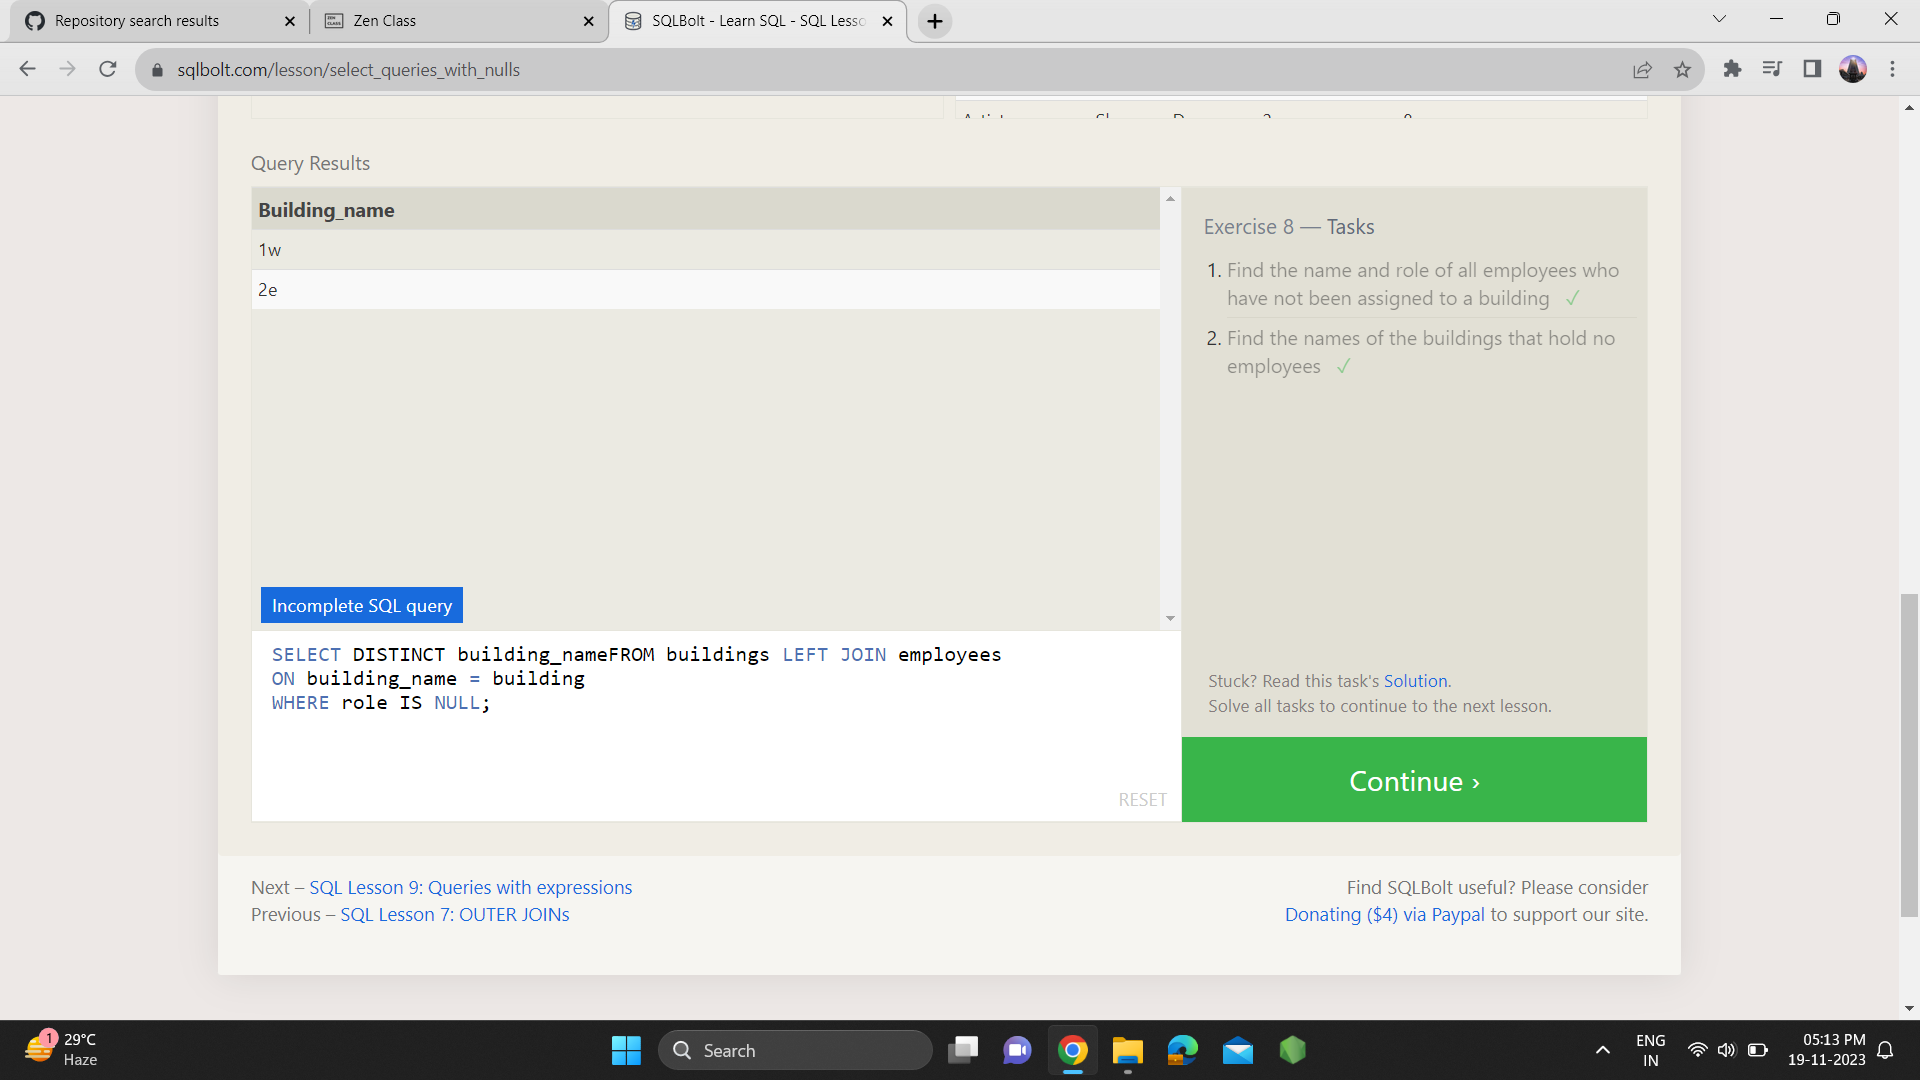 Repository search results
Zen Class
SQLBolt - Learn SQL - SQL Lesso
sqlbolt.com/lesson/select_queries_with_nulls
Query Results
Building_name
1w
2e
Incomplete SQL query
SELECT DISTINCT building_nameFROM buildings LEFT JOIN employees
ON building_name = building
WHERE role IS NULL;
RESET
Exercise 8 — Tasks
1. Find the name and role of all employees who
have not been assigned to a building ✓
2. Find the names of the buildings that hold no
employees ✓
Stuck? Read this task's Solution.
Solve all tasks to continue to the next lesson.
Continue ›
Next – SQL Lesson 9: Queries with expressions
Previous – SQL Lesson 7: OUTER JOINs
Find SQLBolt useful? Please consider
Donating ($4) via Paypal to support our site.
1
29°C
Haze
Search
ENG
IN
05:13 PM
19-11-2023